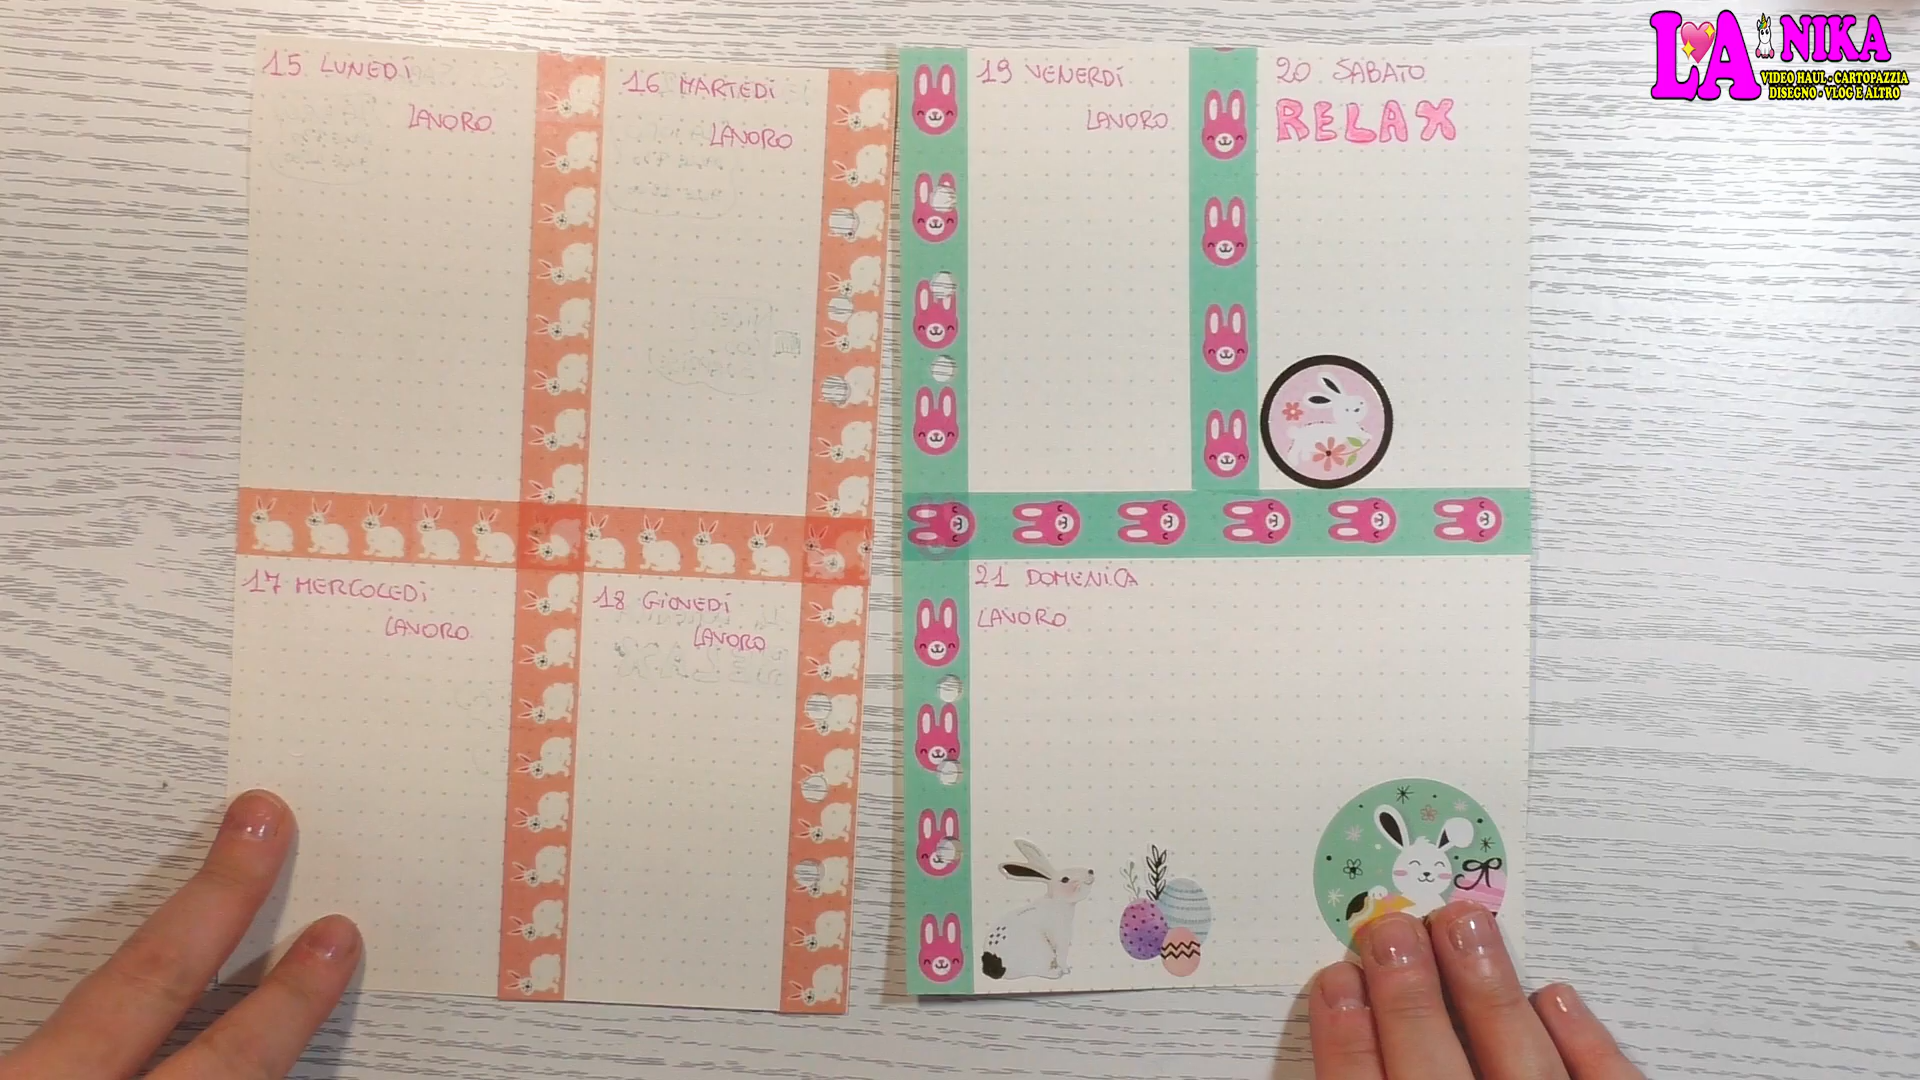 15 LUNEDì
LAVORO
16 MARTEDì
LAVORO
17 MERCOLEDì
LAVORO
18 GIOVEDì
LAVORO
19 VENERDì
LAVORO
20 SABATO
RELAX
21 DOMENICA
LAVORO
LA NIKA
VIDEO HAUL - CARTOPAZZIA
DISEGNO - VLOG E ALTRO